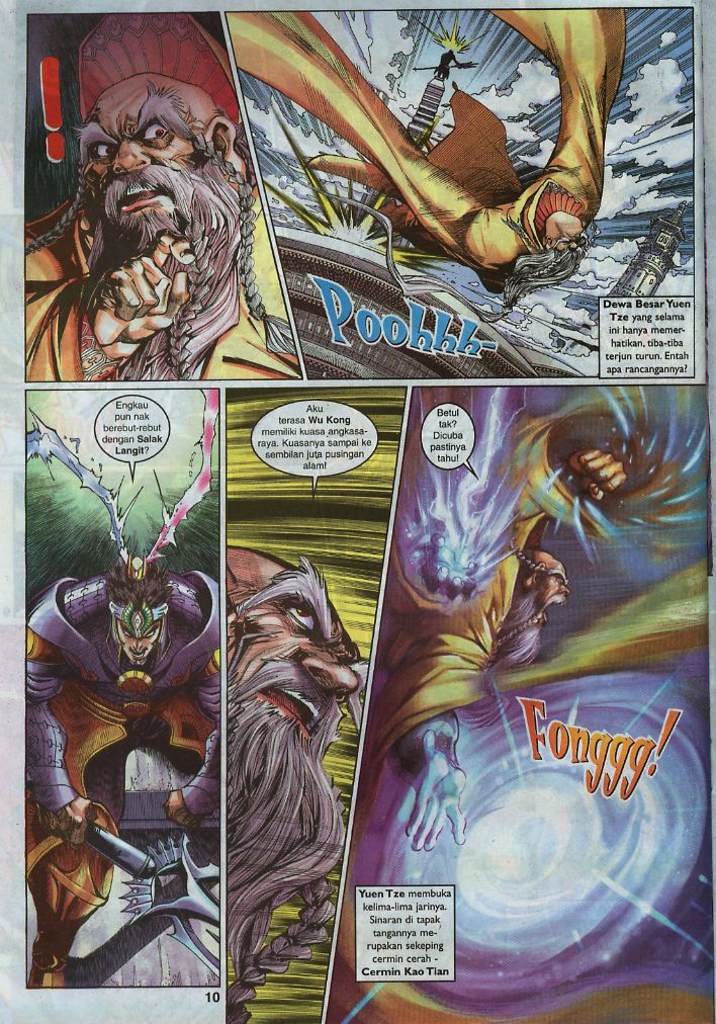 !
Poohhh-
Dewa Besar Yuen
Tze yang selama
ini hanya memer-
hatikan, tiba-tiba
terjun turun. Entah
apa rancangannya?
Engkau
pun nak
berebut-rebut
dengan Salak
Langit?
Aku
terasa Wu Kong
memiliki kuasa angkasa-
raya. Kuasanya sampai ke
sembilan juta pusingan
alam!
Betul
tak?
Dicuba
pastinya
tahu!
Fonggg!
Yuen Tze membuka
kelima-lima jarinya.
Sinaran di tapak
tangannya me-
rupakan sekeping
cermin cerah -
Cermin Kao Tian
10